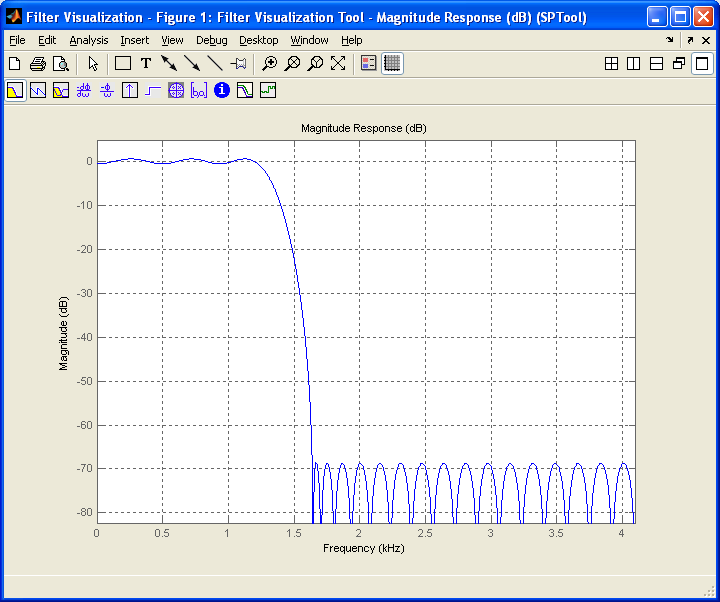 Filter Visualization - Figure 1: Filter Visualization Tool - Magnitude Response (dB) (SPTool)
File Edit Analysis Insert View Debug Desktop Window Help
T
[b,a] i
Magnitude Response (dB)
0
-10
-20
-30
-40
-50
-60
-70
-80
Magnitude (dB)
0 0.5 1 1.5 2 2.5 3 3.5 4
Frequency (kHz)